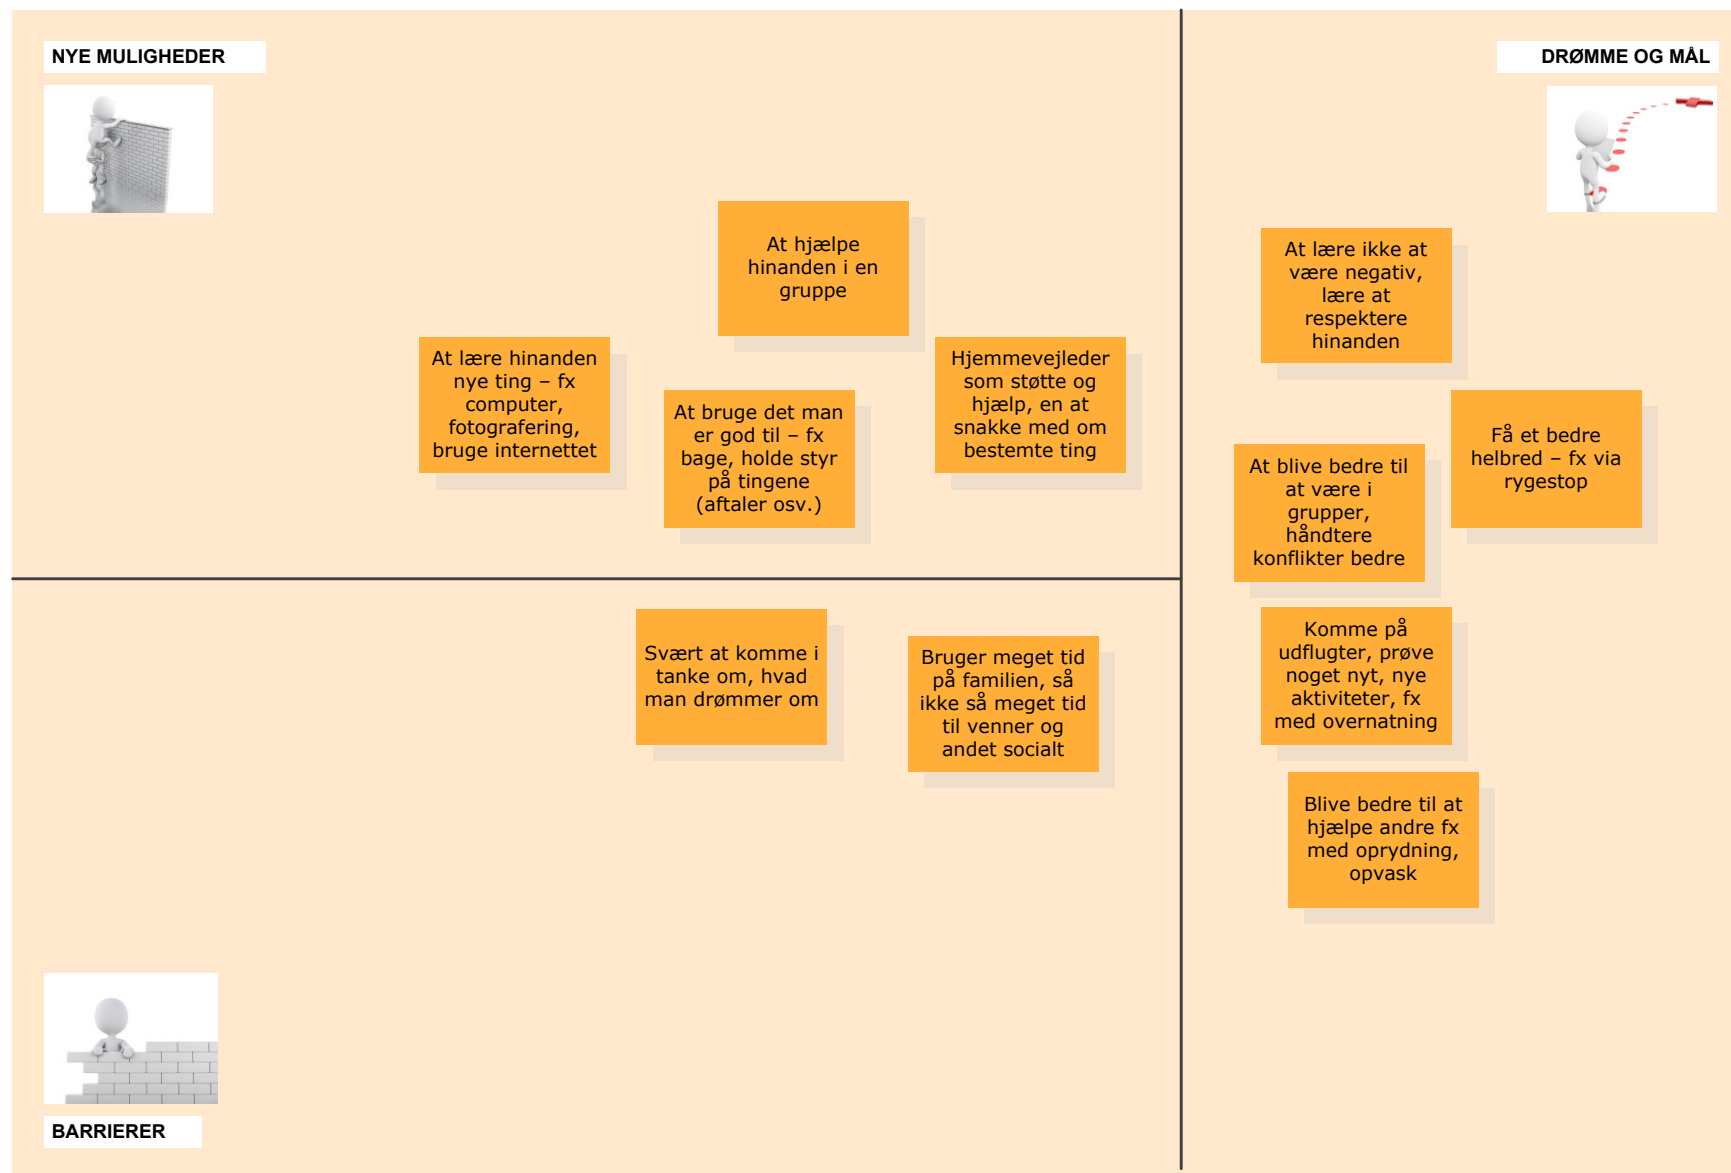 NYE MULIGHEDER
At hjælpe
hinanden i en
gruppe
At lære hinanden
nye ting – fx
computer,
fotografering,
bruge internettet
At bruge det man
er god til – fx
bage, holde styr
på tingene
(aftaler osv.)
Hjemmevejleder
som støtte og
hjælp, en at
snakke med om
bestemte ting
DRØMME OG MÅL
At lære ikke at
være negativ,
lære at
respektere
hinanden
Få et bedre
helbred – fx via
rygestop
At blive bedre til
at være i
grupper,
håndtere
konflikter bedre
Komme på
udflugter, prøve
noget nyt, nye
aktiviteter, fx
med overnatning
Blive bedre til at
hjælpe andre fx
med oprydning,
opvask
Svært at komme i
tanke om, hvad
man drømmer om
Bruger meget tid
på familien, så
ikke så meget tid
til venner og
andet socialt
BARRIERER